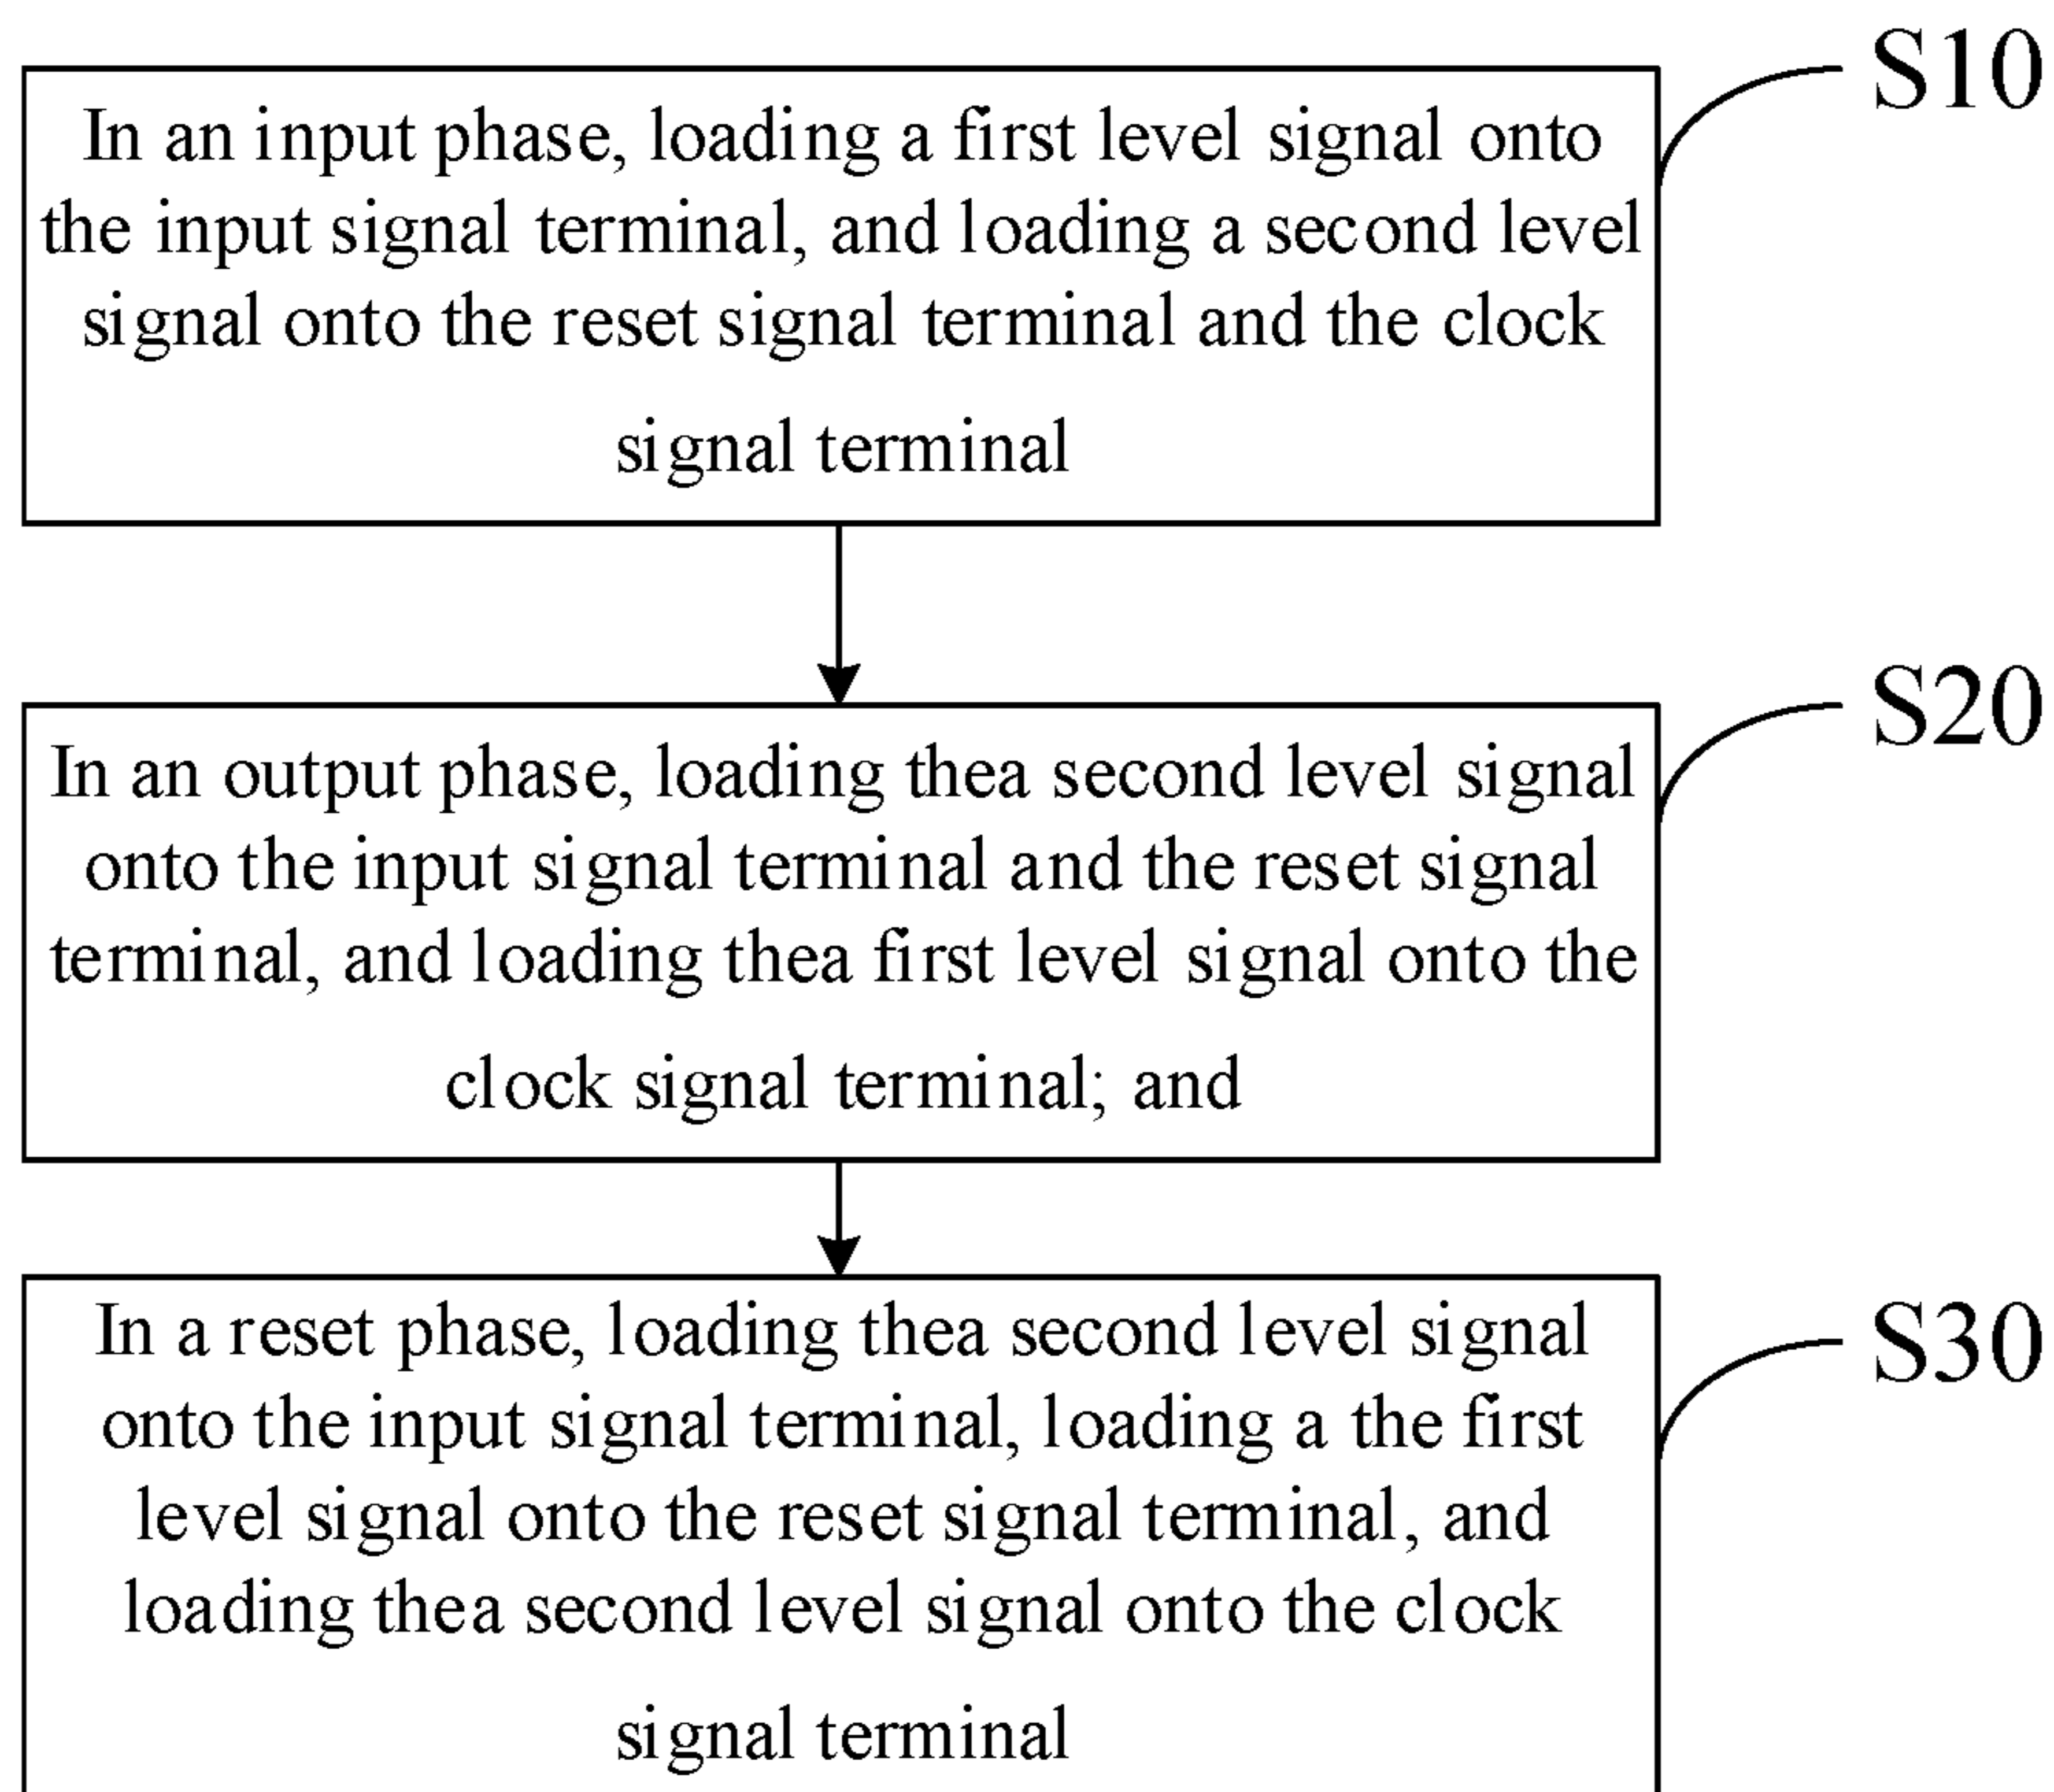 S10
In an input phase, loading a first level signal onto
the input signal terminal, and loading a second level
signal onto the reset signal terminal and the clock
signal terminal
S20
In an output phase, loading thea second level signal
onto the input signal terminal and the reset signal
terminal, and loading thea first level signal onto the
clock signal terminal; and
S30
In a reset phase, loading thea second level signal
onto the input signal terminal, loading a the first
level signal onto the reset signal terminal, and
loading thea second level signal onto the clock
signal terminal